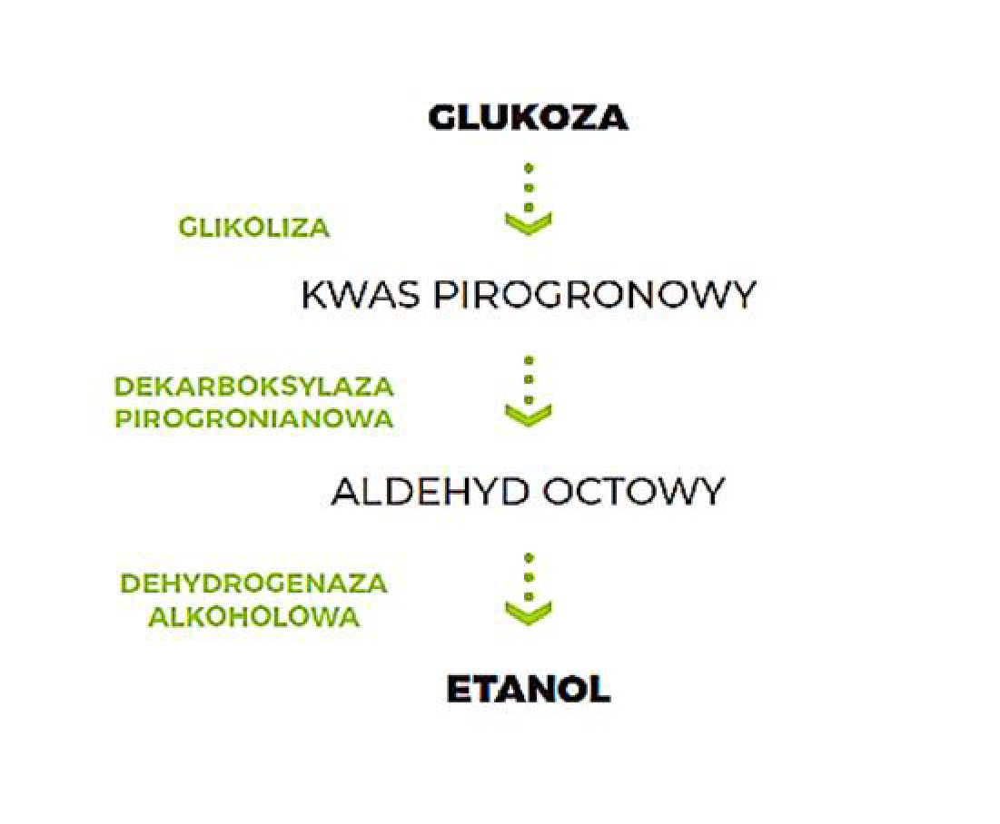 GLUKOZA
GLIKOLIZA
KWAS PIROGRONOWY
DEKARBOKSYLAZA
PIROGRONIANOWA
ALDEHYD OCTOWY
DEHYDROGENAZA
ALKOHOLOWA
ETANOL